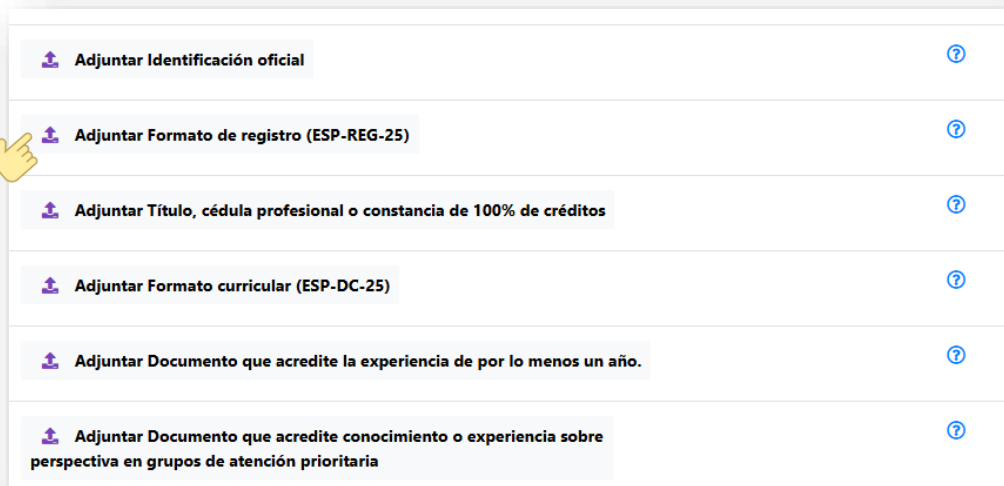 Adjuntar Identificación oficial
Adjuntar Formato de registro (ESP-REG-25)
Adjuntar Título, cédula profesional o constancia de 100% de créditos
Adjuntar Formato curricular (ESP-DC-25)
Adjuntar Documento que acredite la experiencia de por lo menos un año.
Adjuntar Documento que acredite conocimiento o experiencia sobre
perspectiva en grupos de atención prioritaria